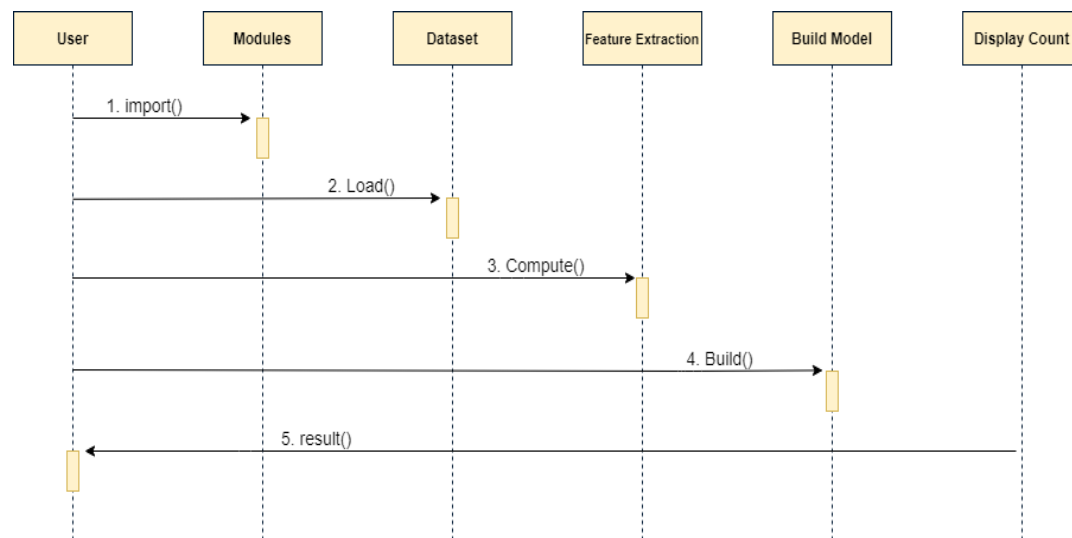 User
Modules
Dataset
Feature Extraction
Build Model
Display Count
1. import()
2. Load()
3. Compute()
4. Build()
5. result()